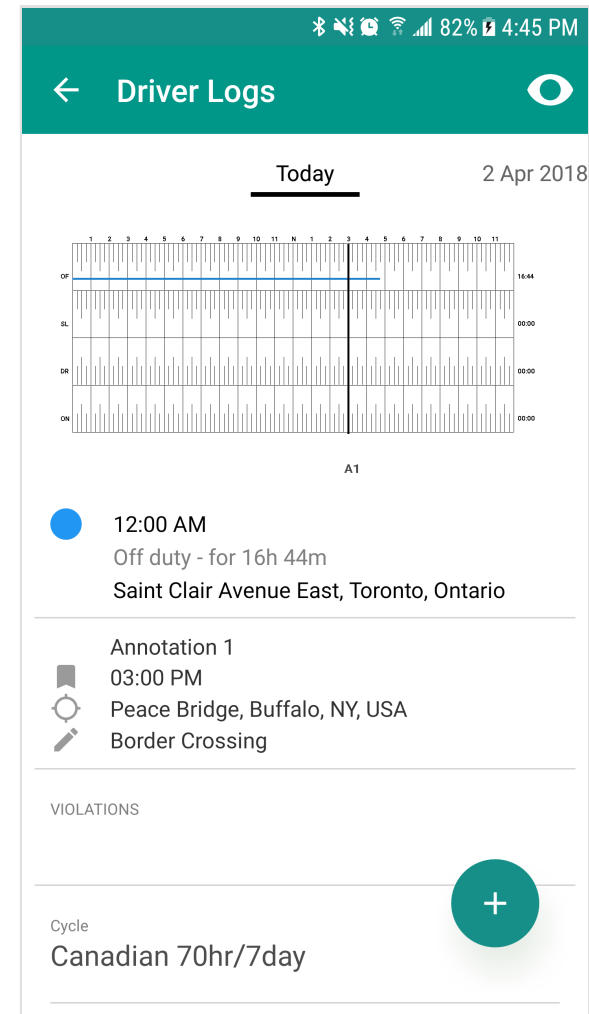 82% 4:45 PM
Driver Logs
Today 2 Apr 2018
1 2 3 4 5 6 7 8 9 10 11 N 1 2 3 4 5 6 7 8 9 10 11
OF 16:44
SL 00:00
DR 00:00
ON 00:00
A1
12:00 AM
Off duty - for 16h 44m
Saint Clair Avenue East, Toronto, Ontario
Annotation 1
03:00 PM
Peace Bridge, Buffalo, NY, USA
Border Crossing
VIOLATIONS
+
Cycle
Canadian 70hr/7day